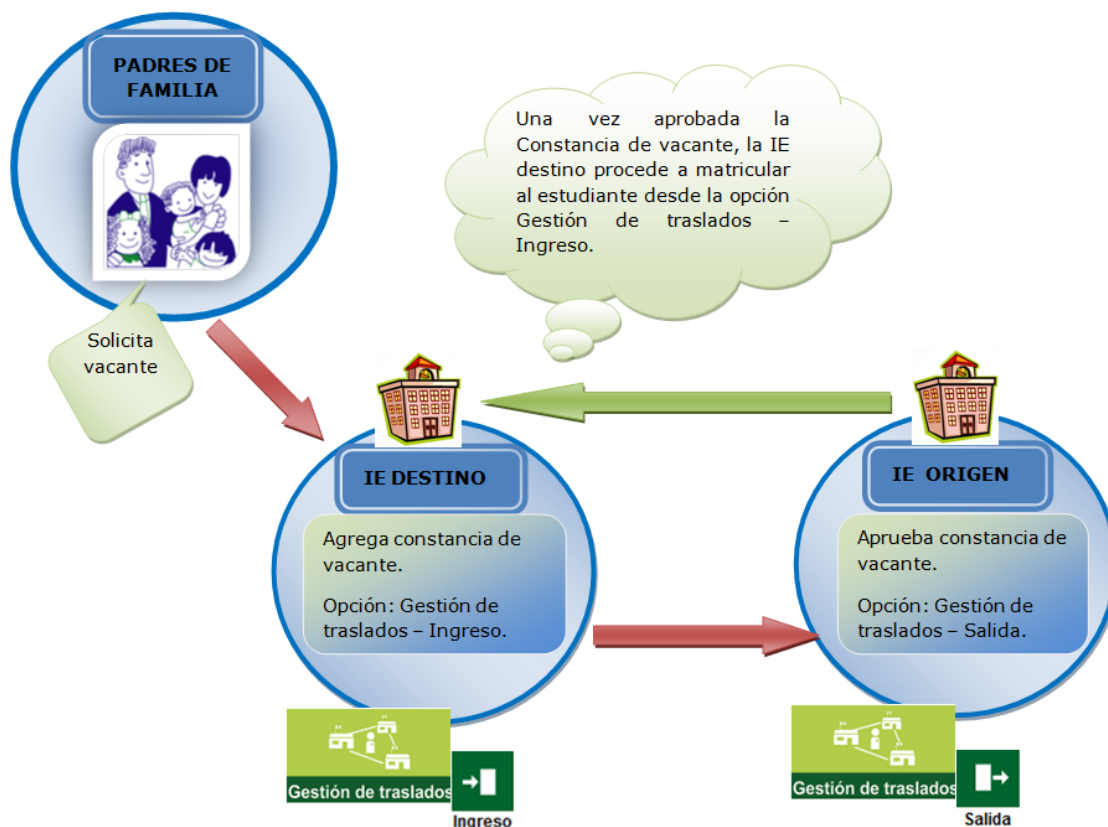 PADRES DE
FAMILIA
Solicita
vacante
Una vez aprobada la
Constancia de vacante, la IE
destino procede a matricular
al estudiante desde la opción
Gestión de traslados –
Ingreso.
IE DESTINO
Agrega constancia de
vacante.
Opción: Gestión de
traslados – Ingreso.
IE ORIGEN
Aprueba constancia de
vacante.
Opción: Gestión de
traslados – Salida.
Gestión de traslados
Ingreso
Gestión de traslados
Salida